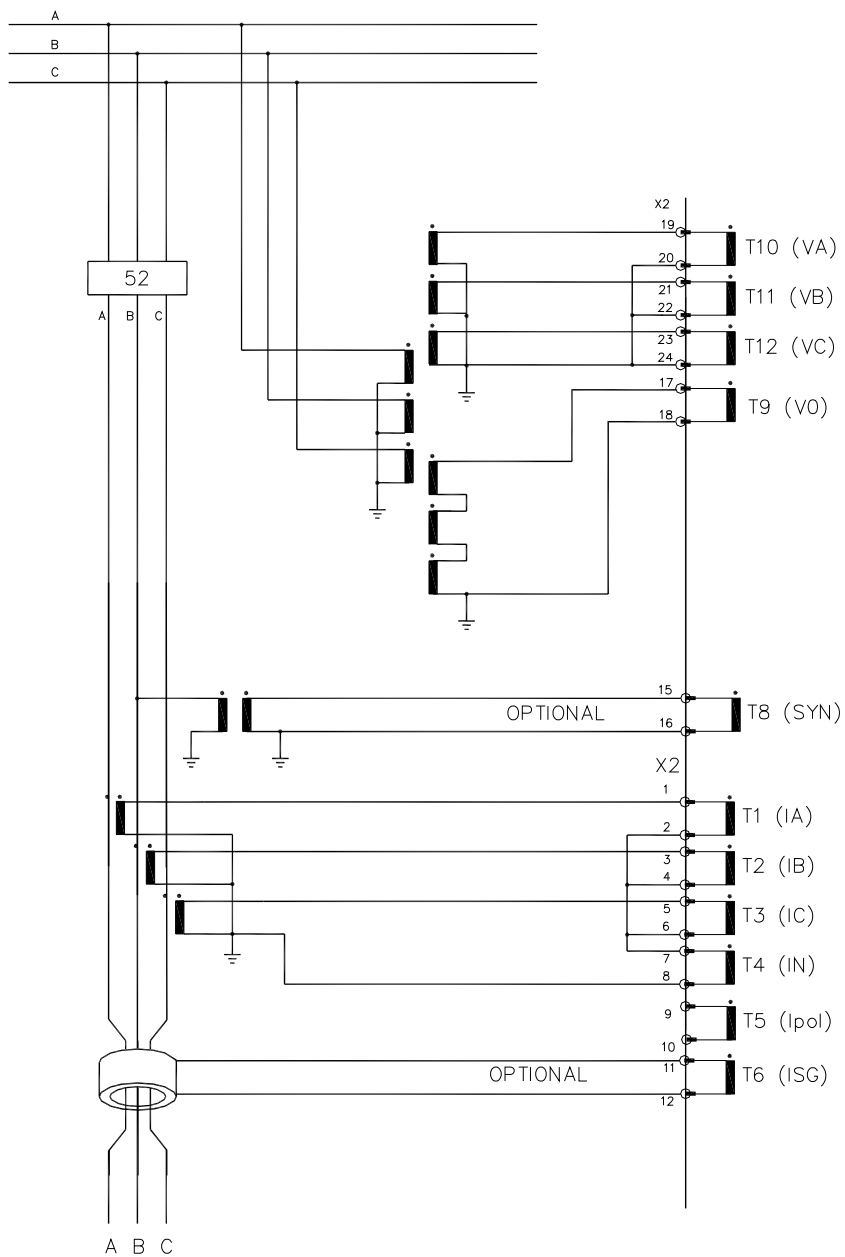 A
B
C
X2
19
T10 (VA)
20
52
21
T11 (VB)
A B C
22
23
T12 (VC)
24
17
T9 (V0)
18
15
OPTIONAL
T8 (SYN)
16
X2
1
T1 (IA)
2
3
T2 (IB)
4
5
T3 (IC)
6
7
T4 (IN)
8
9
T5 (Ipol)
10
11
OPTIONAL
T6 (ISG)
12
A B C